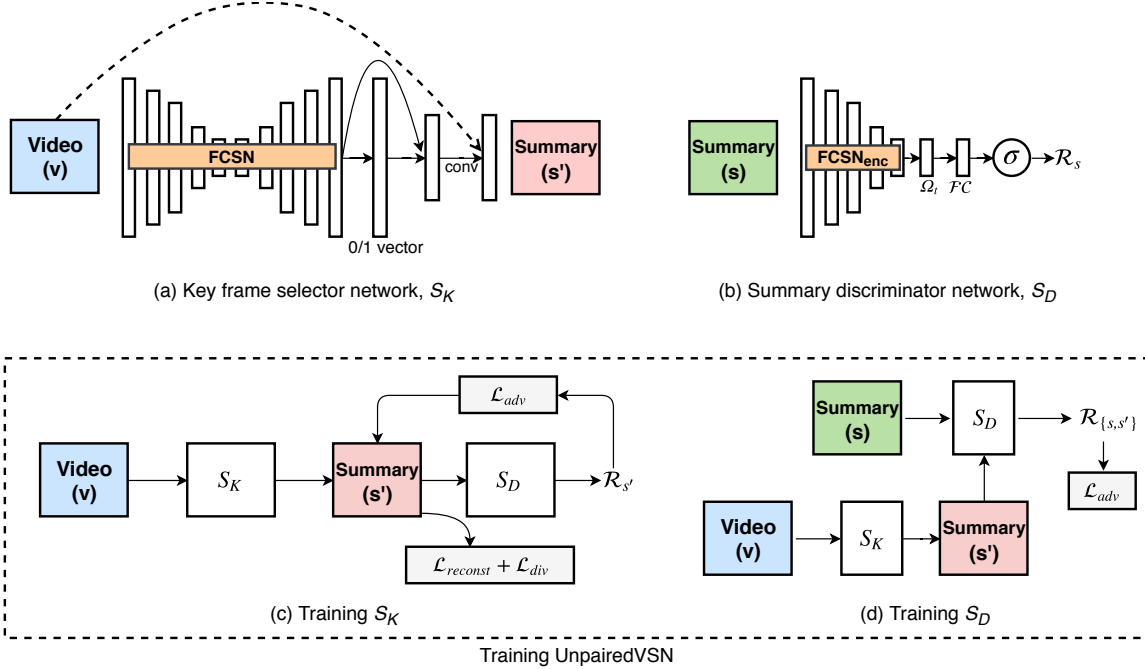 Video
(v)
FCSN
0/1 vector
conv
Summary
(s')
(a) Key frame selector network, S_K
Summary
(s)
FCSN_enc
Ω_t
ℱ𝒞
σ
ℛ_s
(b) Summary discriminator network, S_D
Video
(v)
S_K
Summary
(s')
S_D
ℛ_s'
ℒ_adv
ℒ_reconst + ℒ_div
(c) Training S_K
Summary
(s)
S_D
ℛ_{s,s'}
ℒ_adv
Video
(v)
S_K
Summary
(s')
(d) Training S_D
Training UnpairedVSN